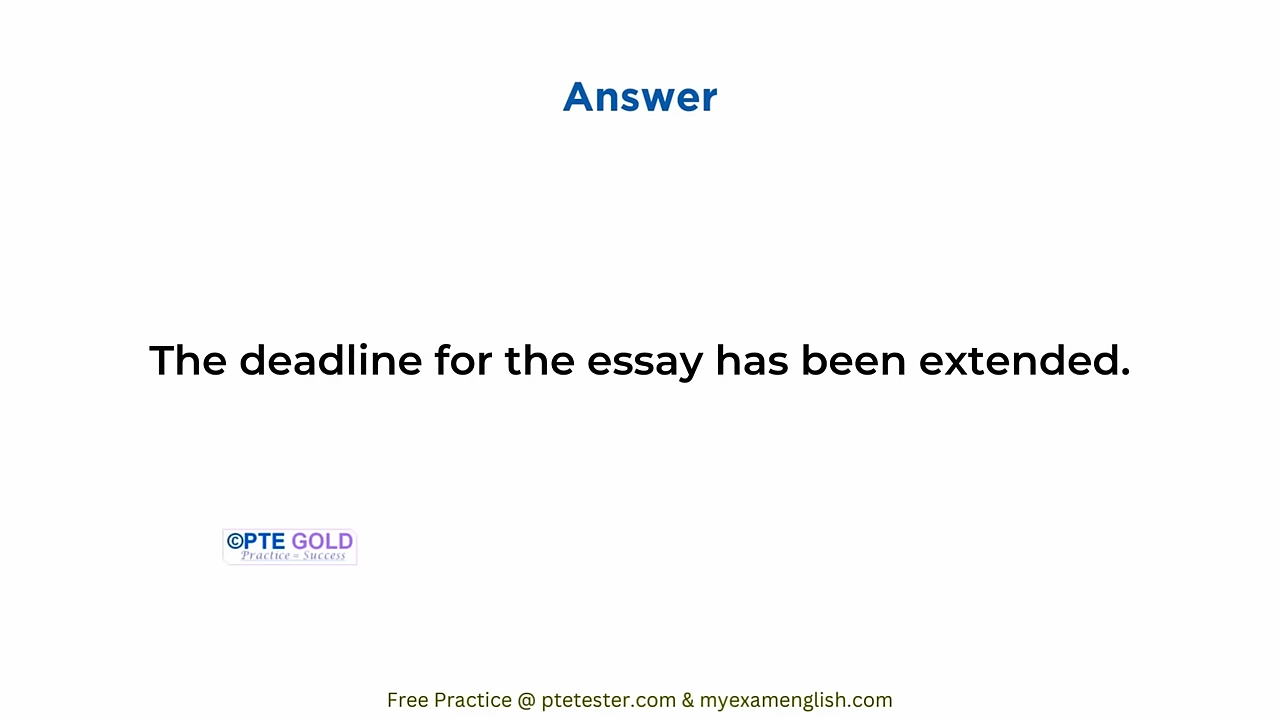 Answer
The deadline for the essay has been extended.
©PTE GOLD
Practice = Success
Free Practice @ ptetester.com & myexamenglish.com